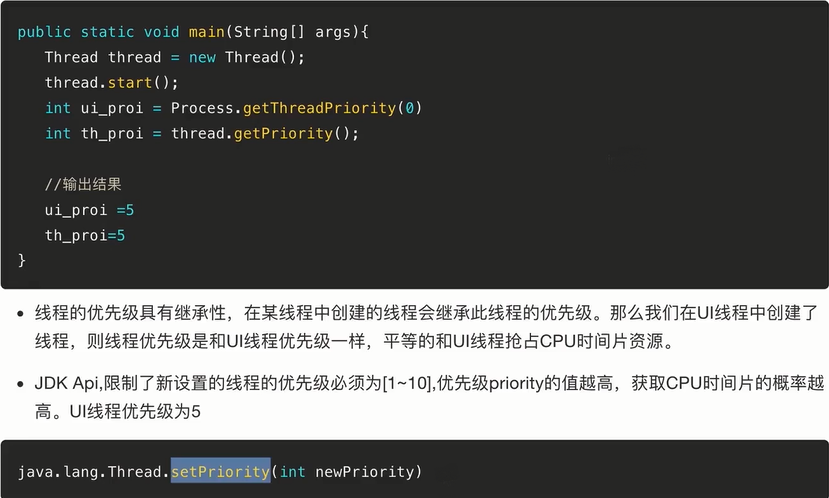 public static void main(String[] args){
Thread thread = new Thread();
thread.start();
int ui_proi = Process.getThreadPriority(0)
int th_proi = thread.getPriority();
//输出结果
ui_proi =5
th_proi=5
}
• 线程的优先级具有继承性，在某线程中创建的线程会继承此线程的优先级。那么我们在UI线程中创建了
线程，则线程优先级是和UI线程优先级一样，平等的和UI线程抢占CPU时间片资源。
• JDK Api,限制了新设置的线程的优先级必须为[1~10],优先级priority的值越高，获取CPU时间片的概率越
高。UI线程优先级为5
java.lang.Thread.setPriority(int newPriority)